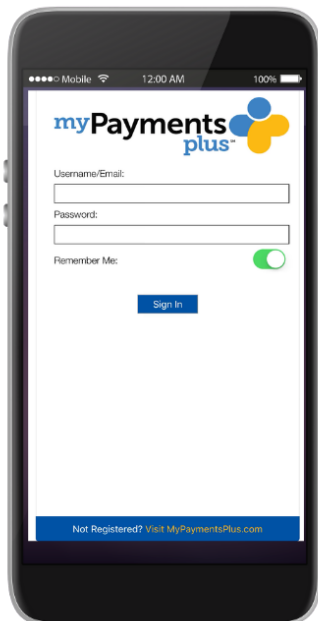 Mobile 12:00 AM 100%
myPayments
plus™
Username/Email:
Password:
Remember Me:
Sign In
Not Registered? Visit MyPaymentsPlus.com